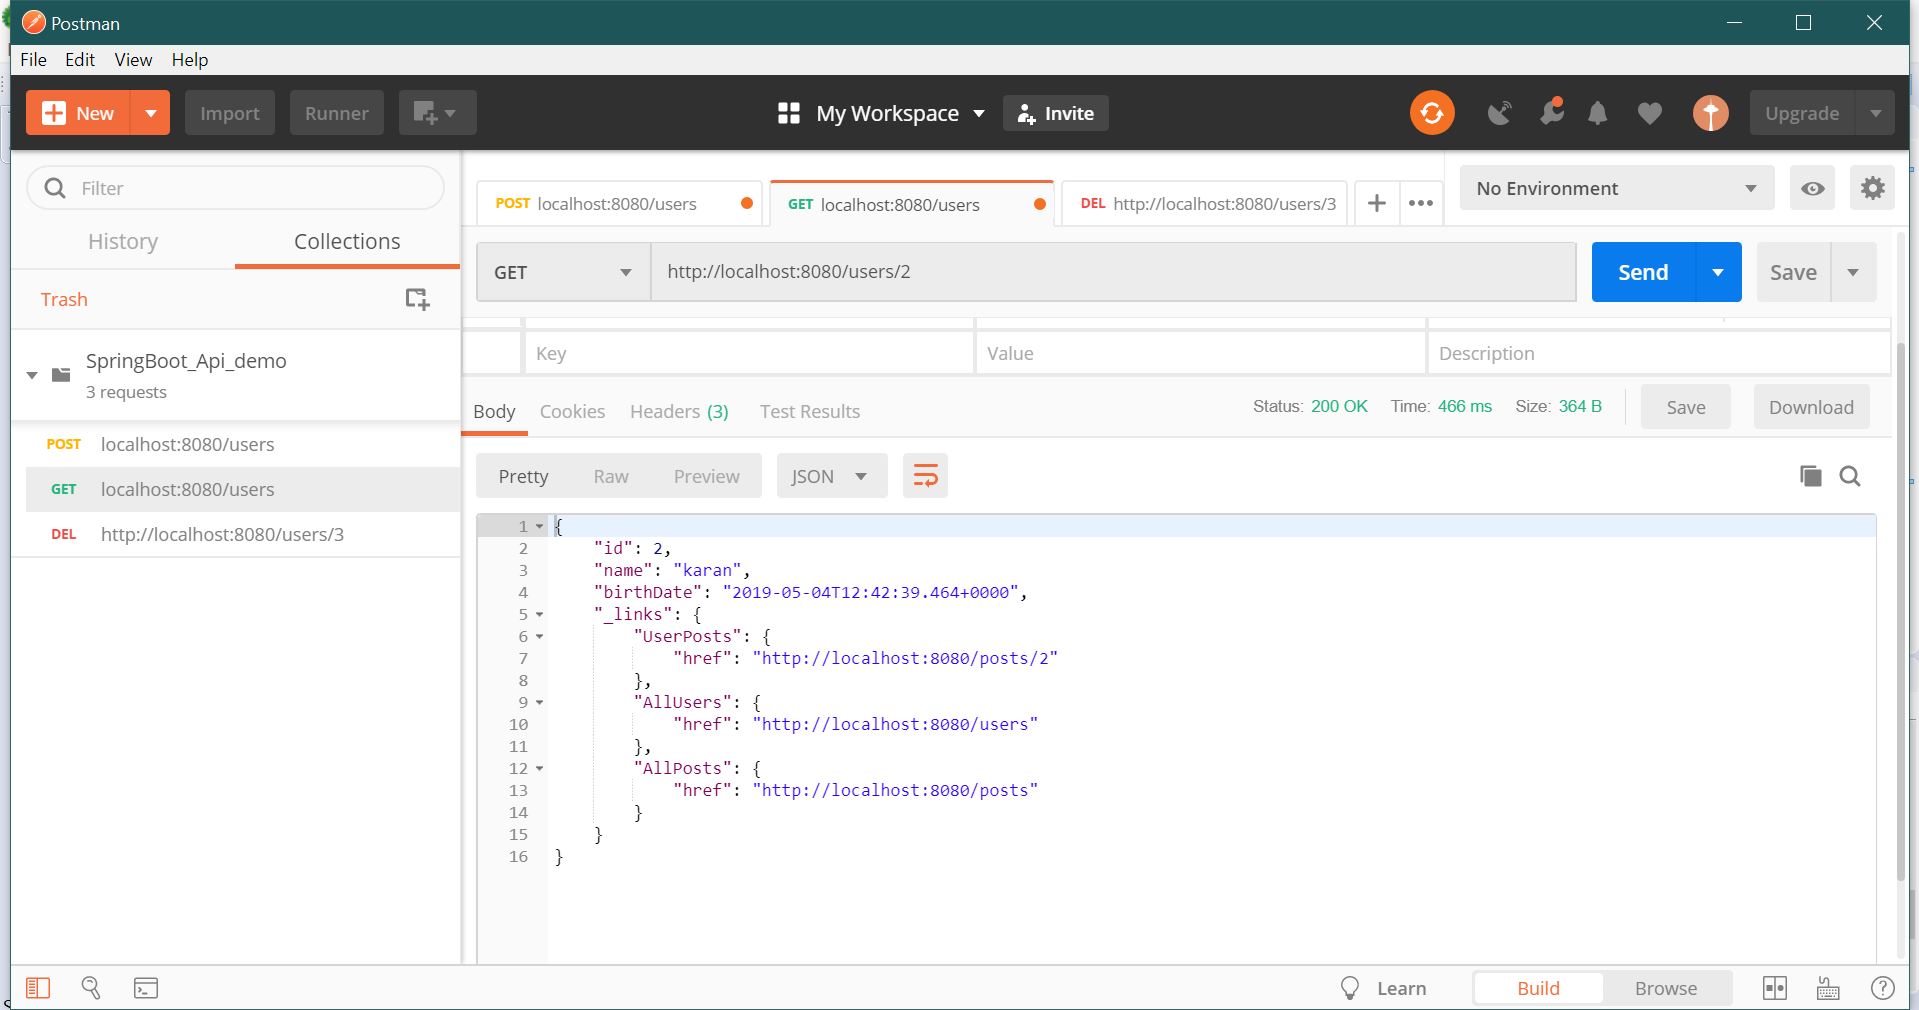 Postman
File Edit View Help
New Import Runner My Workspace Invite Upgrade
Filter
History Collections
Trash
SpringBoot_Api_demo
3 requests
POST localhost:8080/users
GET localhost:8080/users
DEL http://localhost:8080/users/3
POST localhost:8080/users GET localhost:8080/users DEL http://localhost:8080/users/3 + ••• No Environment
GET http://localhost:8080/users/2 Send Save
Key Value Description
Body Cookies Headers (3) Test Results Status: 200 OK Time: 466 ms Size: 364 B Save Download
Pretty Raw Preview JSON
1 {
2 "id": 2,
3 "name": "karan",
4 "birthDate": "2019-05-04T12:42:39.464+0000",
5 "_links": {
6 "UserPosts": {
7 "href": "http://localhost:8080/posts/2"
8 },
9 "AllUsers": {
10 "href": "http://localhost:8080/users"
11 },
12 "AllPosts": {
13 "href": "http://localhost:8080/posts"
14 }
15 }
16 }
Learn Build Browse